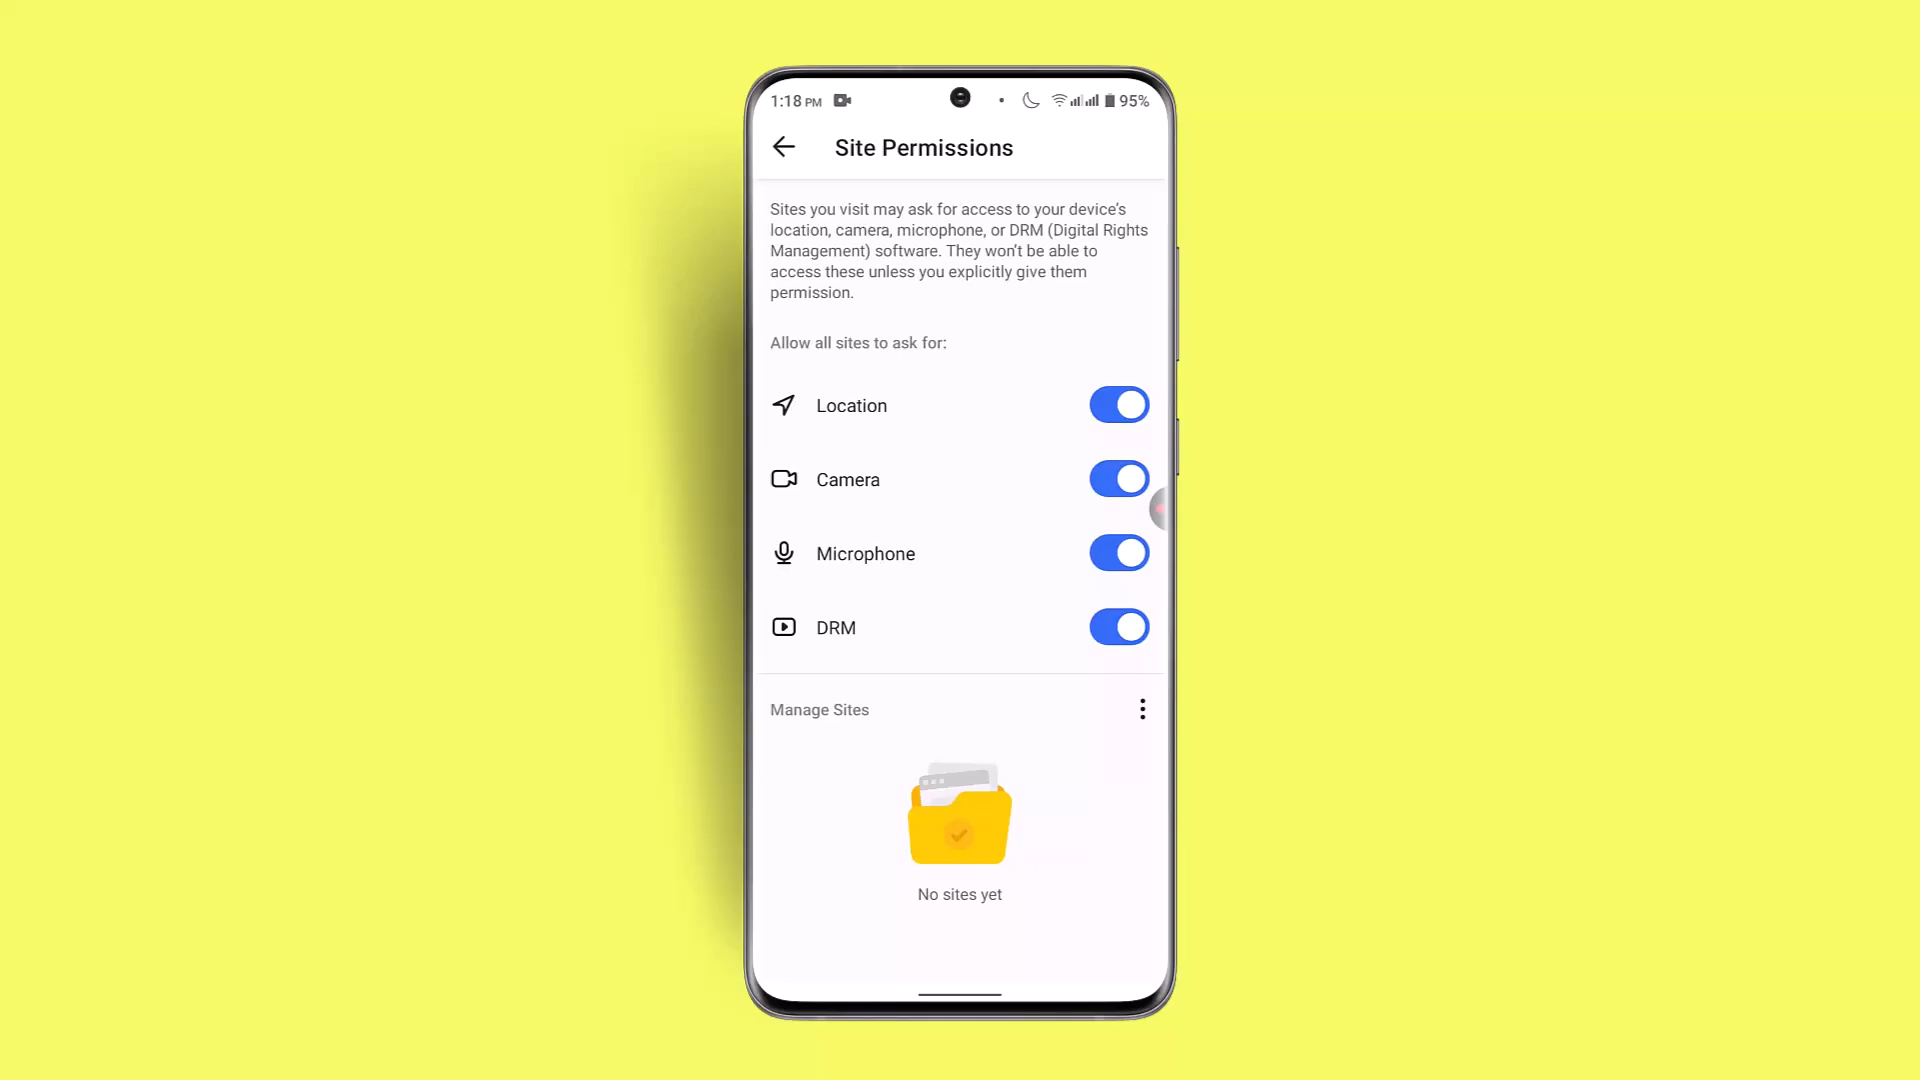 1:18 PM 95%
Site Permissions
Sites you visit may ask for access to your device's
location, camera, microphone, or DRM (Digital Rights
Management) software. They won't be able to
access these unless you explicitly give them
permission.
Allow all sites to ask for:
Location
Camera
Microphone
DRM
Manage Sites
No sites yet